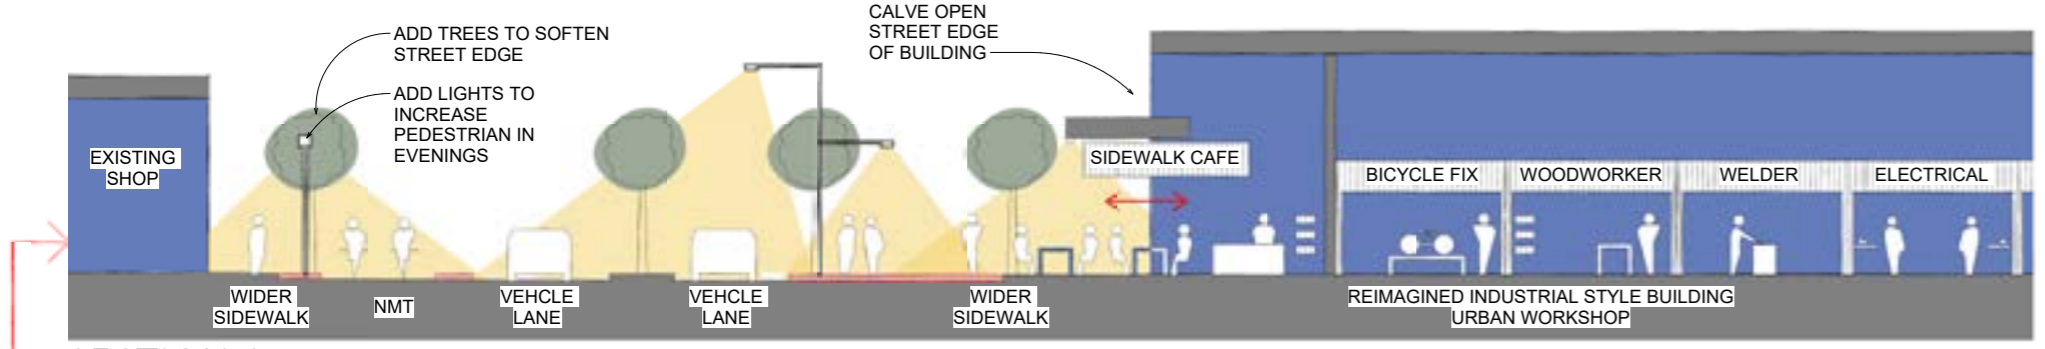 ADD TREES TO SOFTEN
STREET EDGE
ADD LIGHTS TO
INCREASE
PEDESTRIAN IN
EVENINGS
CALVE OPEN
STREET EDGE
OF BUILDING
EXISTING
SHOP
SIDEWALK CAFE
BICYCLE FIX
WOODWORKER
WELDER
ELECTRICAL
WIDER
SIDEWALK
NMT
VEHCLE
LANE
VEHCLE
LANE
WIDER
SIDEWALK
REIMAGINED INDUSTRIAL STYLE BUILDING
URBAN WORKSHOP